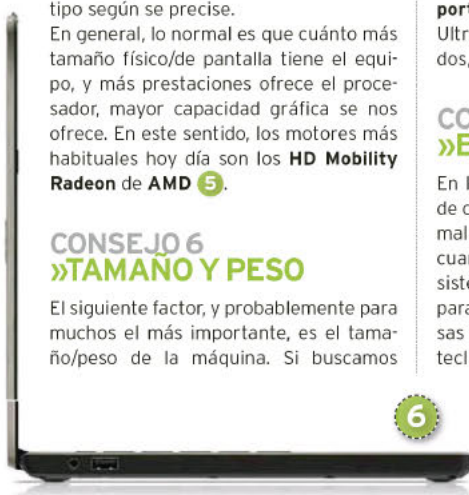 tipo según se precise.
En general, lo normal es que cuánto más
tamaño físico/de pantalla tiene el equi-
po, y más prestaciones ofrece el proce-
sador, mayor capacidad gráfica se nos
ofrece. En este sentido, los motores más
habituales hoy día son los HD Mobility
Radeon de AMD 5.
CONSEJO 6
»TAMAÑO Y PESO
El siguiente factor, y probablemente para
muchos el más importante, es el tama-
ño/peso de la máquina. Si buscamos
port
Ultr
dos,
CO
»E
En l
de c
mal
cuar
siste
para
sas
tecl
6